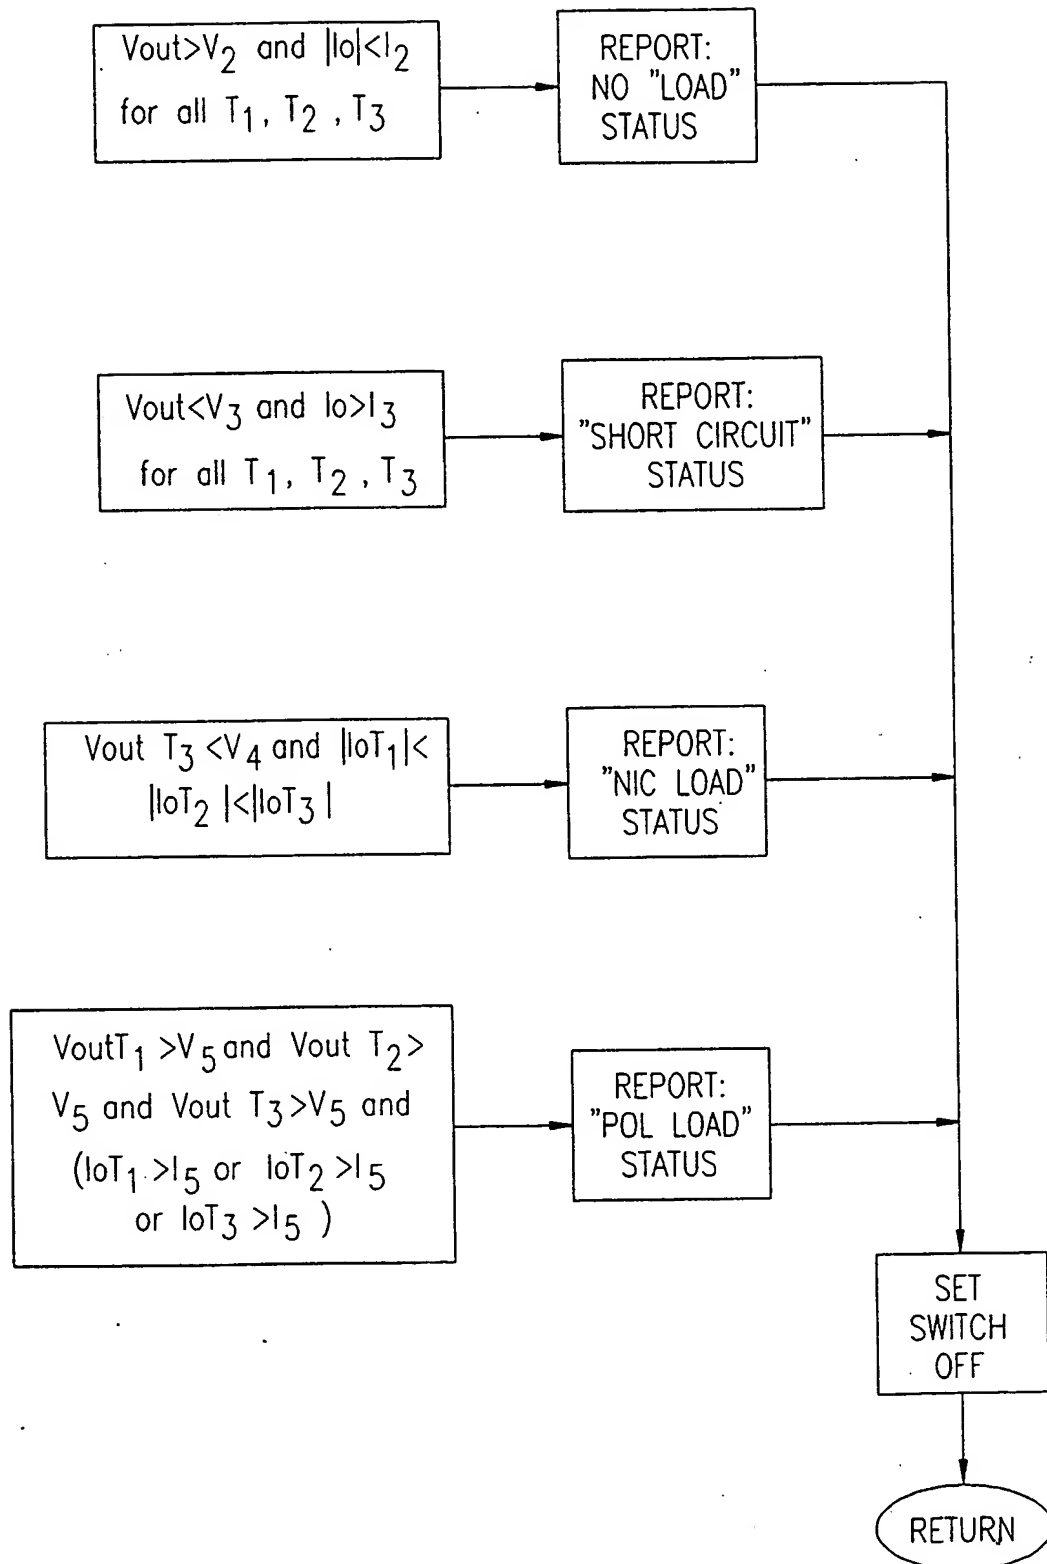 Vout>V2 and |Io|<I2
for all T1, T2 , T3
REPORT:
NO "LOAD"
STATUS
Vout<V3 and Io>I3
for all T1, T2 , T3
REPORT:
"SHORT CIRCUIT"
STATUS
Vout T3 <V4 and |IoT1|<
|IoT2 |<|IoT3 |
REPORT:
"NIC LOAD"
STATUS
VoutT1 >V5 and Vout T2>
V5 and Vout T3>V5 and
(IoT1 >I5 or IoT2 >I5
or IoT3 >I5 )
REPORT:
"POL LOAD"
STATUS
SET
SWITCH
OFF
RETURN